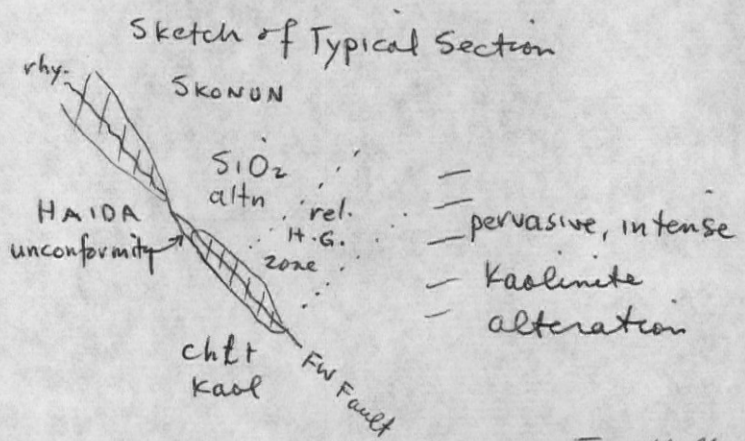 Sketch of Typical Section
rhy.
SKONUN
SiO2
altn
HAIDA
unconformity
rel.
H.G.
zone
pervasive, intense
kaolinite
alteration
chlt
kaol
FW Fault